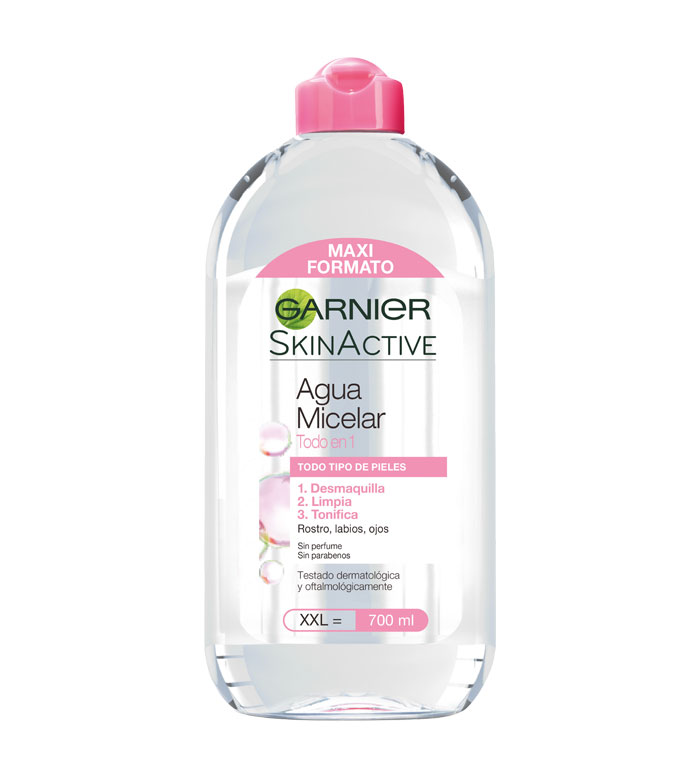 MAXI
FORMATO
GARNIER
SKINACTIVE
Agua
Micelar
Todo en 1
TODO TIPO DE PIELES
1. Desmaquilla
2. Limpia
3. Tonifica
Rostro, labios, ojos
Sin perfume
Sin parabenos
Testado dermatológica
y oftalmológicamente
XXL = 700 ml